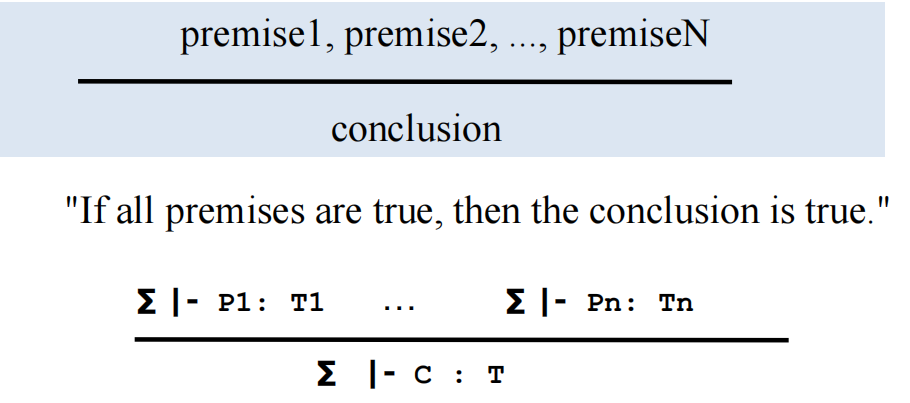 premise1, premise2, ..., premiseN
conclusion
"If all premises are true, then the conclusion is true."
Σ |- P1: T1 ... Σ |- Pn: Tn
Σ |- C : T